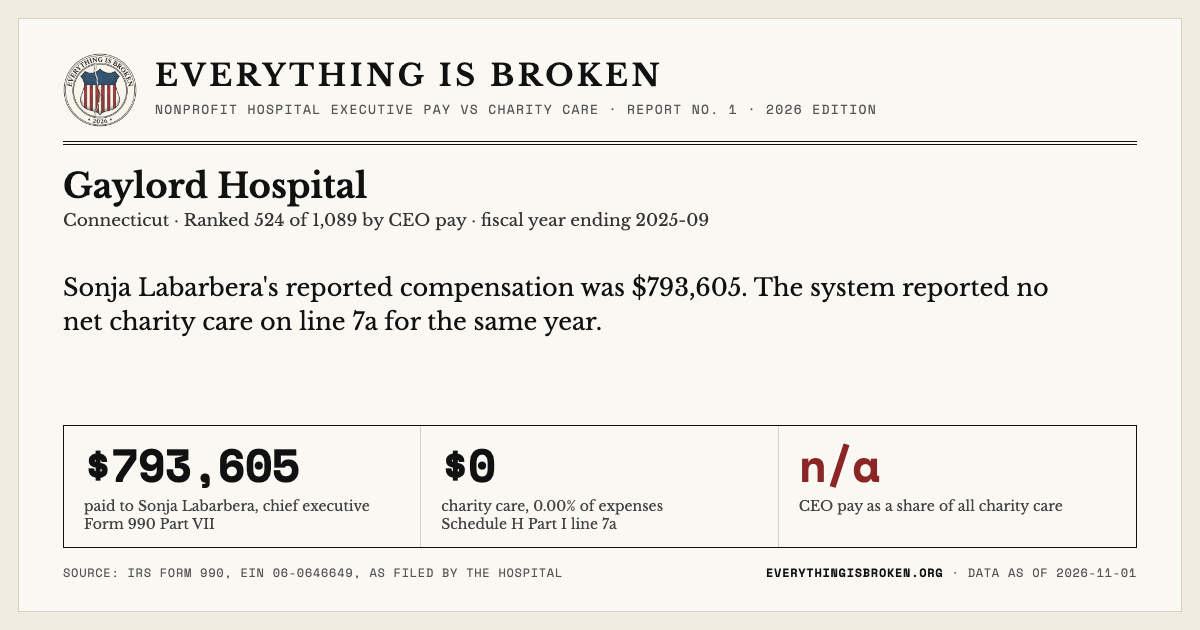 EVERYTHING IS BROKEN
2026
EVERYTHING IS BROKEN
NONPROFIT HOSPITAL EXECUTIVE PAY VS CHARITY CARE · REPORT NO. 1 · 2026 EDITION
Gaylord Hospital
Connecticut · Ranked 524 of 1,089 by CEO pay · fiscal year ending 2025-09
Sonja Labarbera's reported compensation was $793,605. The system reported no
net charity care on line 7a for the same year.
$793,605
paid to Sonja Labarbera, chief executive
Form 990 Part VII
$0
charity care, 0.00% of expenses
Schedule H Part I line 7a
n/a
CEO pay as a share of all charity care
SOURCE: IRS FORM 990, EIN 06-0646649, AS FILED BY THE HOSPITAL
EVERYTHINGISBROKEN.ORG · DATA AS OF 2026-11-01